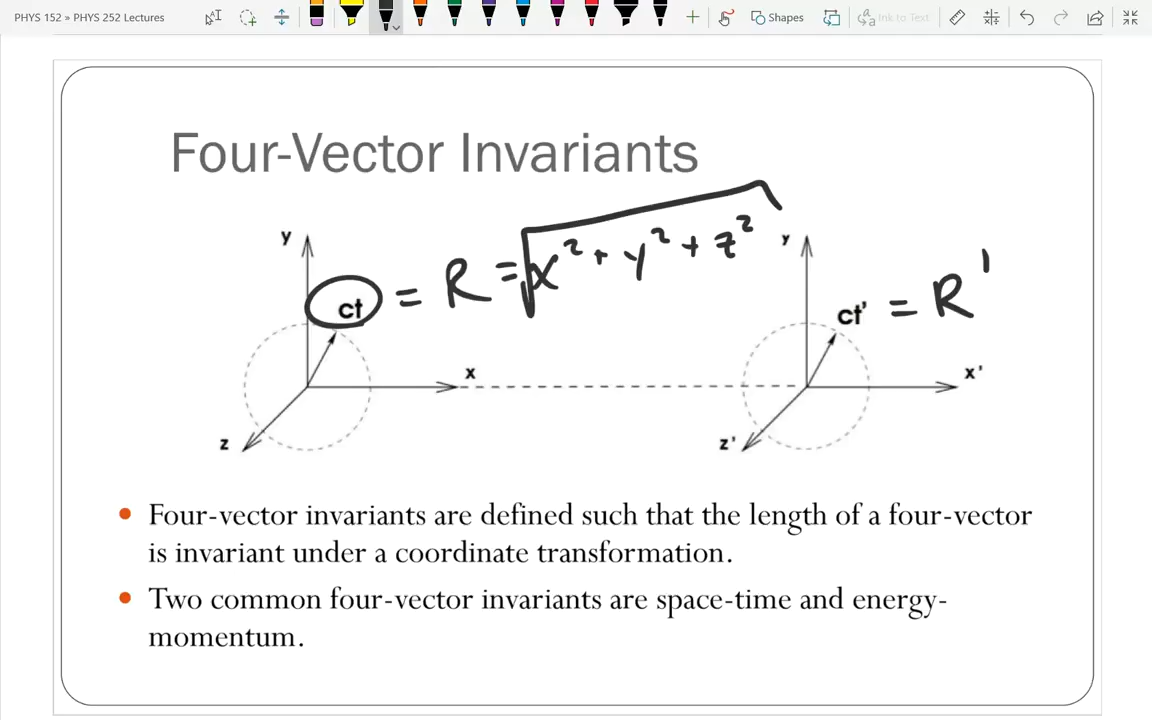 PHYS 152 » PHYS 252 Lectures
Shapes
Ink to Text
Four-Vector Invariants
y
ct = R = √x² + y² + z²
x
z
y
ct' = R'
x'
z'
• Four-vector invariants are defined such that the length of a four-vector
is invariant under a coordinate transformation.
• Two common four-vector invariants are space-time and energy-
momentum.